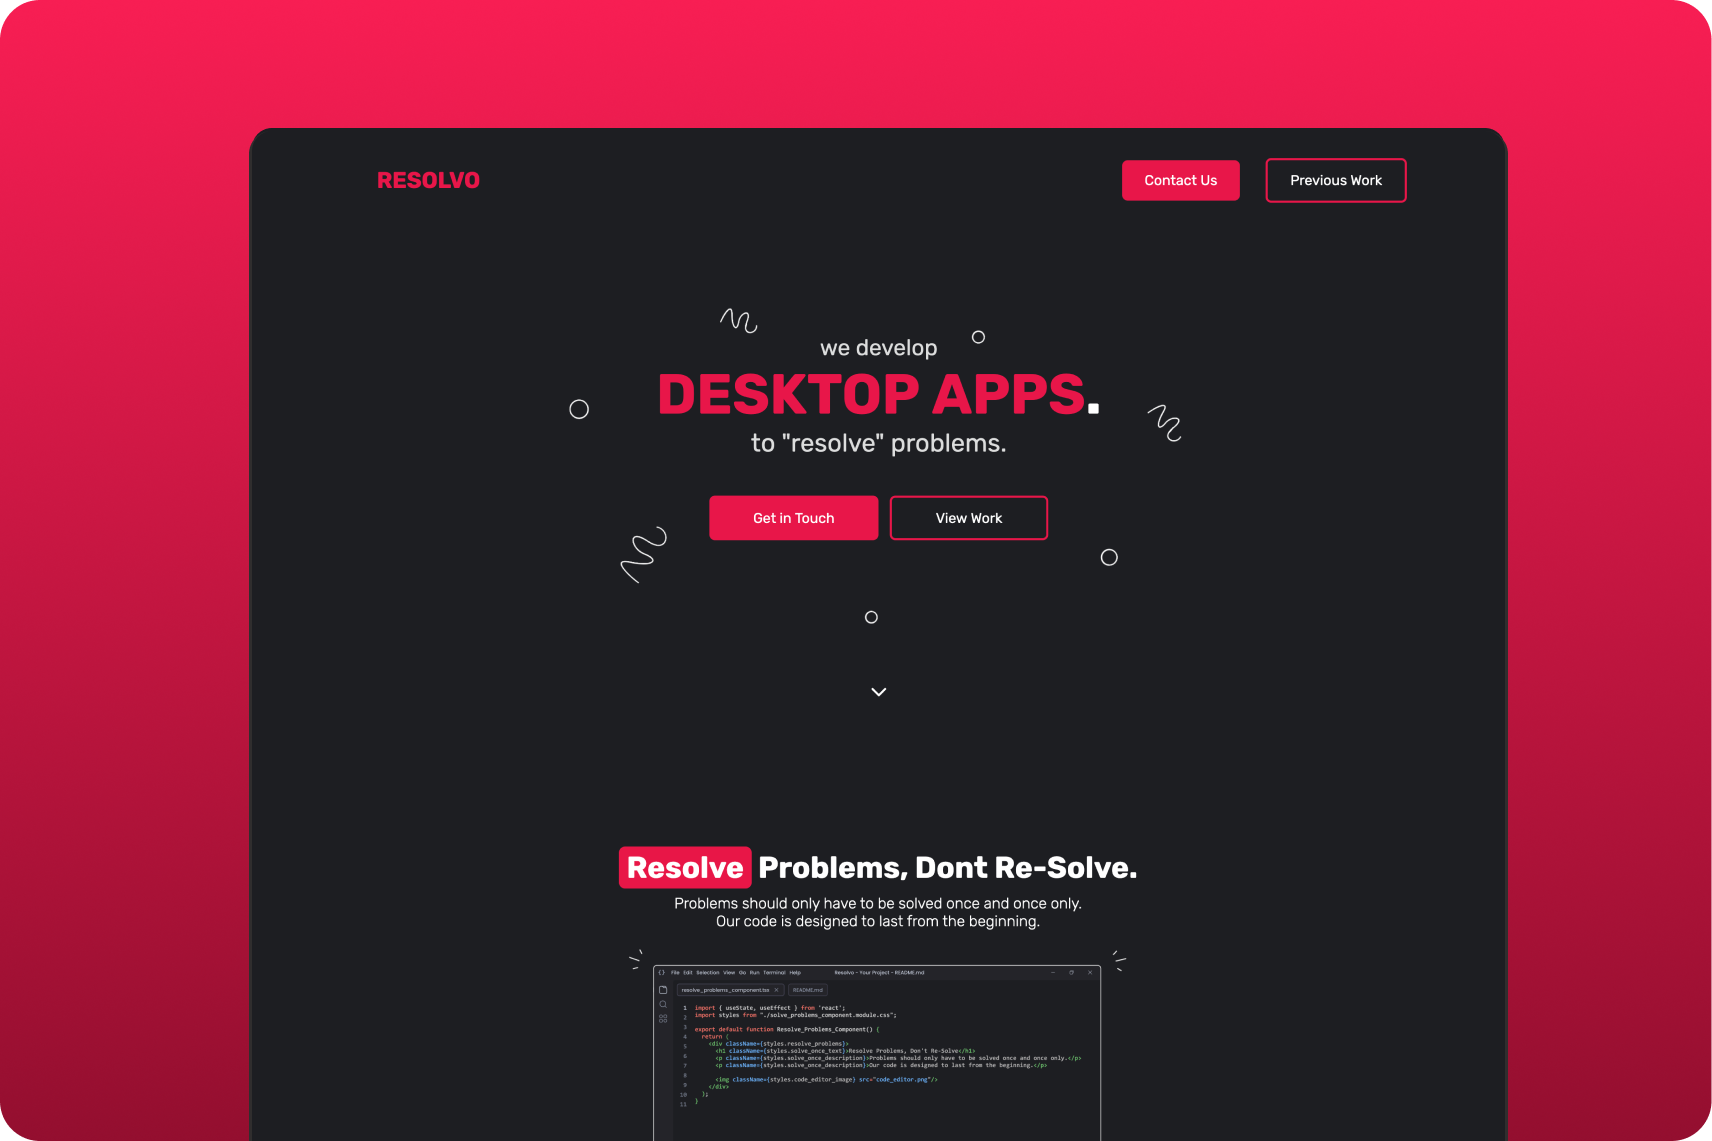 RESOLVO
Contact Us
Previous Work
we develop
DESKTOP APPS.
to "resolve" problems.
Get in Touch
View Work
Resolve Problems, Dont Re-Solve.
Problems should only have to be solved once and once only.
Our code is designed to last from the beginning.
File Edit Selection View Go Run Terminal Help
Resolvo - Your Project - README.md
resolve_problems_component.tsx
README.md
1 import { useState, useEffect } from 'react';
2 import styles from "./solve_problems_component.module.css";
3 export default function Resolve_Problems_Component() {
4 return (
5 <div className={styles.resolve_problems}>
6 <h1 className={styles.solve_once_text}>Resolve Problems, Don't Re-Solve</h1>
<p className={styles.solve_once_description}>Problems should only have to be solved once and once only.</p>
7 <p className={styles.solve_once_description}>Our code is designed to last from the beginning.</p>
8 <img className={styles.code_editor_image} src="code_editor.png"/>
9 </div>
10 );
11 }